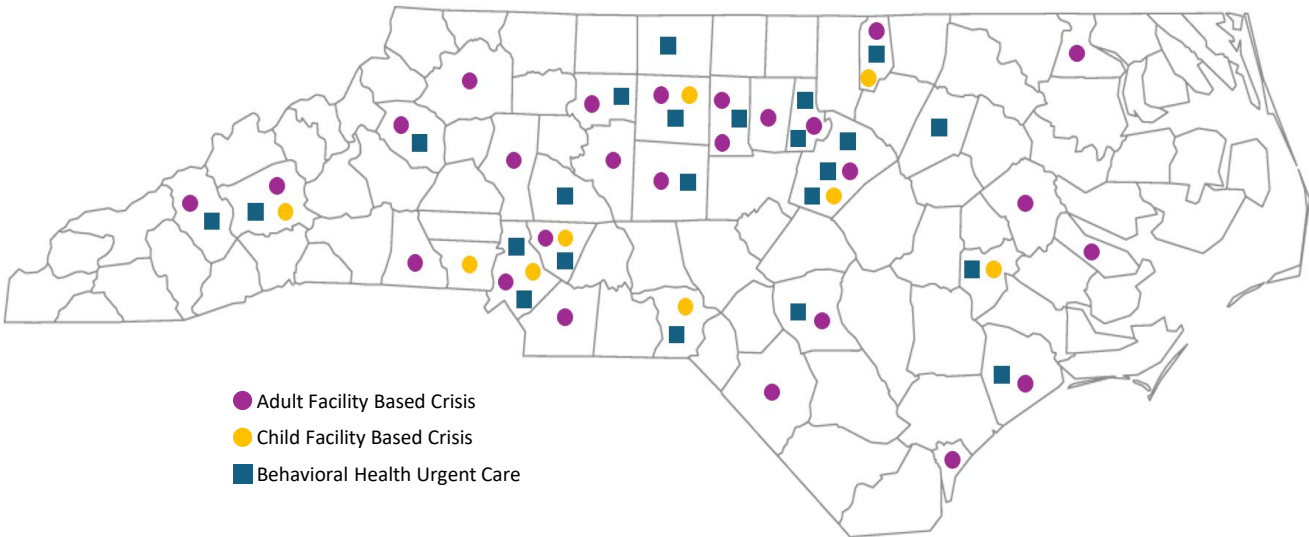 Adult Facility Based Crisis
Child Facility Based Crisis
Behavioral Health Urgent Care